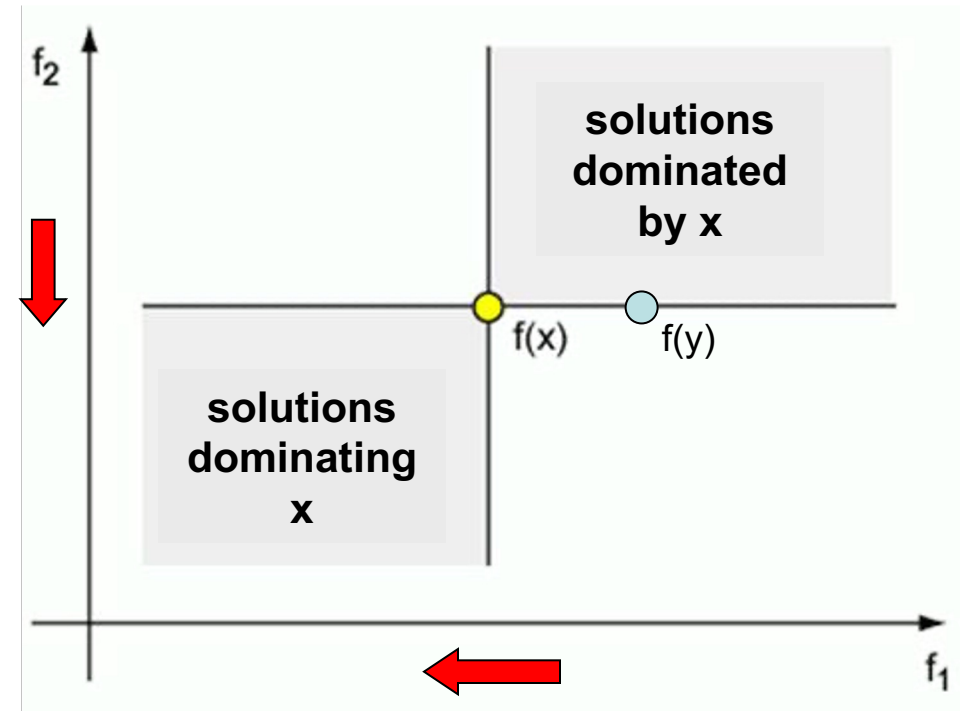 f₂
solutions
dominated
by x
f(x)
f(y)
solutions
dominating
x
f₁